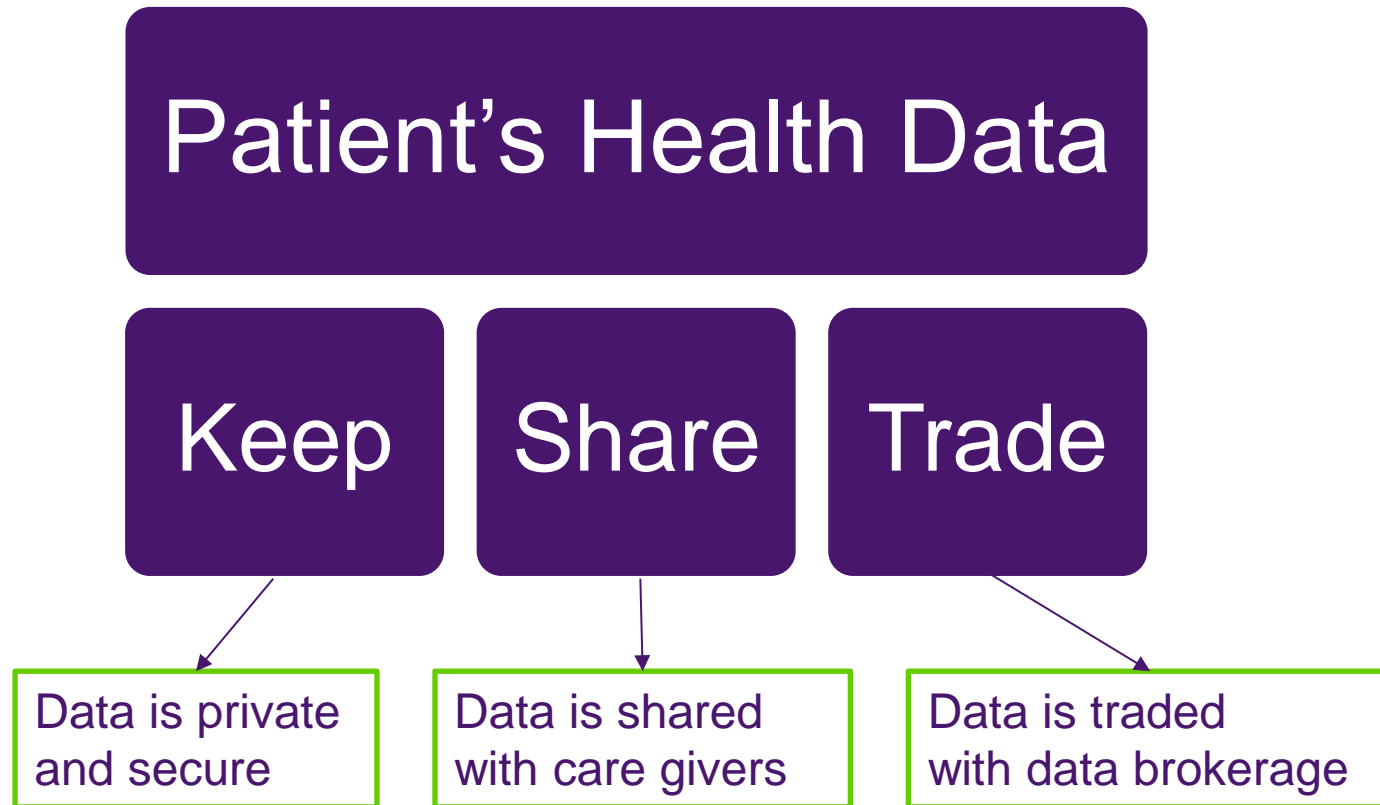 Patient’s Health Data
Keep
Share
Trade
Data is private
and secure
Data is shared
with care givers
Data is traded
with data brokerage